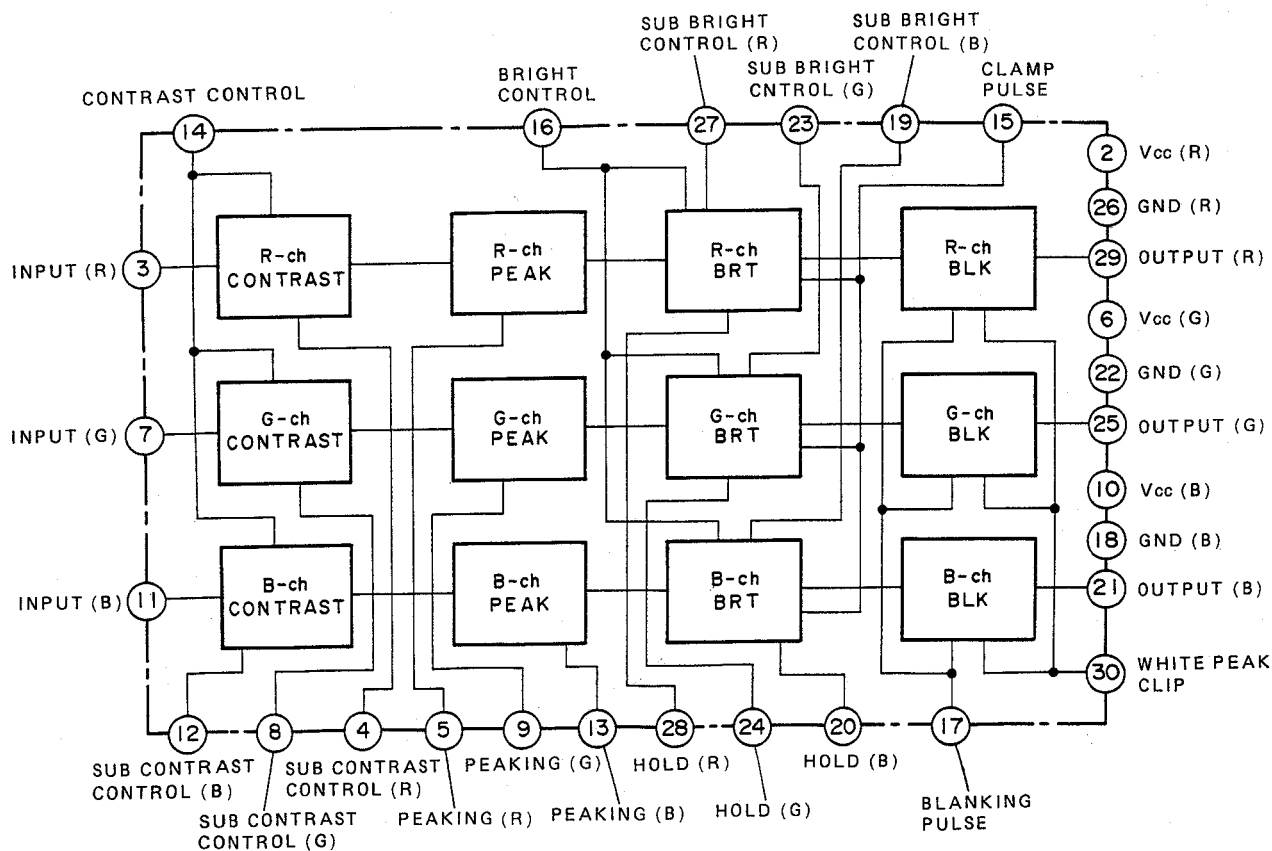 SUB BRIGHT
CONTROL (R)
SUB BRIGHT
CONTROL (B)
BRIGHT
CONTROL
SUB BRIGHT
CNTROL (G)
CLAMP
PULSE
CONTRAST CONTROL
14
16
27
23
19
15
2
Vcc (R)
26
GND (R)
INPUT (R)
3
R-ch
CONTRAST
R-ch
PEAK
R-ch
BRT
R-ch
BLK
29
OUTPUT (R)
6
Vcc (G)
22
GND (G)
INPUT (G)
7
G-ch
CONTRAST
G-ch
PEAK
G-ch
BRT
G-ch
BLK
25
OUTPUT (G)
10
Vcc (B)
18
GND (B)
INPUT (B)
11
B-ch
CONTRAST
B-ch
PEAK
B-ch
BRT
B-ch
BLK
21
OUTPUT (B)
30
WHITE PEAK
CLIP
12
8
4
5
9
13
28
24
20
17
SUB CONTRAST
CONTROL (B)
SUB CONTRAST
CONTROL (G)
SUB CONTRAST
CONTROL (R)
PEAKING (R)
PEAKING (G)
PEAKING (B)
HOLD (R)
HOLD (G)
HOLD (B)
BLANKING
PULSE